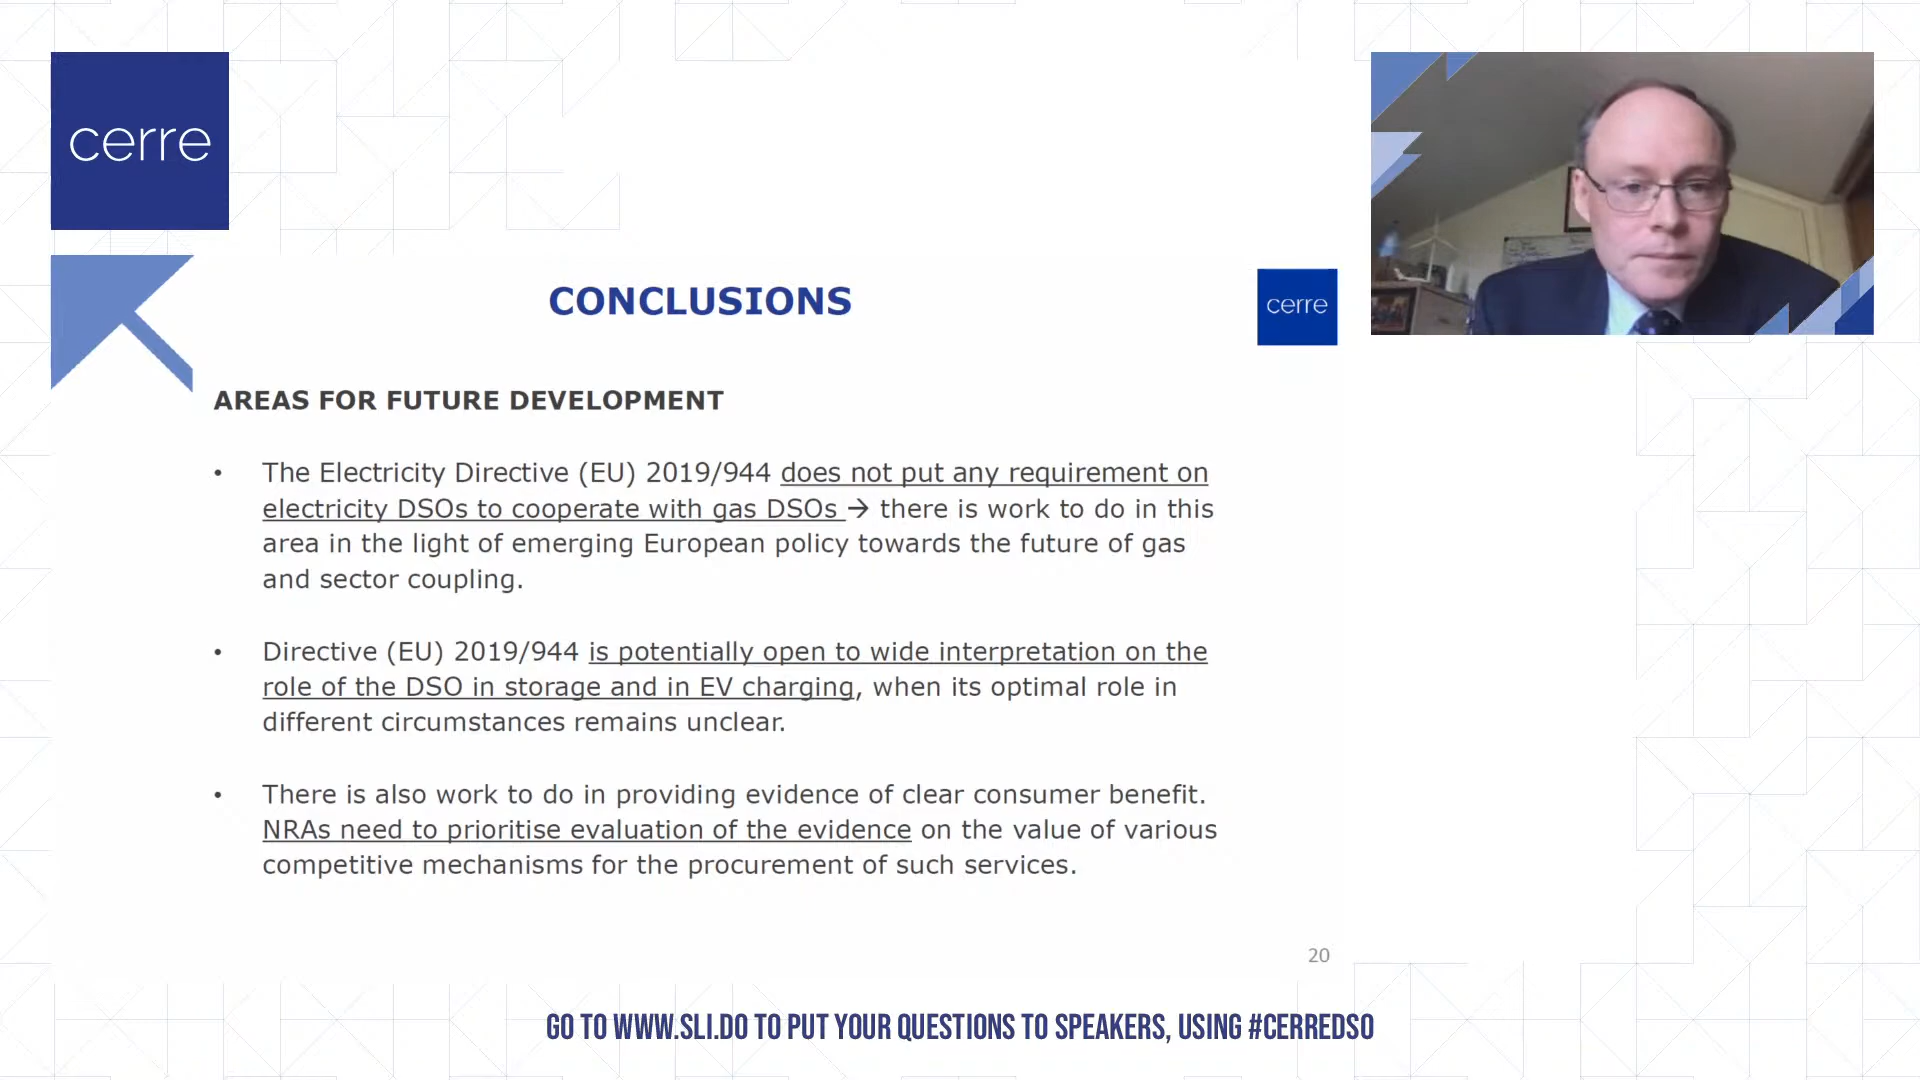 cerre
CONCLUSIONS
cerre
AREAS FOR FUTURE DEVELOPMENT
• The Electricity Directive (EU) 2019/944 does not put any requirement on
electricity DSOs to cooperate with gas DSOs → there is work to do in this
area in the light of emerging European policy towards the future of gas
and sector coupling.
• Directive (EU) 2019/944 is potentially open to wide interpretation on the
role of the DSO in storage and in EV charging, when its optimal role in
different circumstances remains unclear.
• There is also work to do in providing evidence of clear consumer benefit.
NRAs need to prioritise evaluation of the evidence on the value of various
competitive mechanisms for the procurement of such services.
20
GO TO WWW.SLI.DO TO PUT YOUR QUESTIONS TO SPEAKERS, USING #CERREDSO